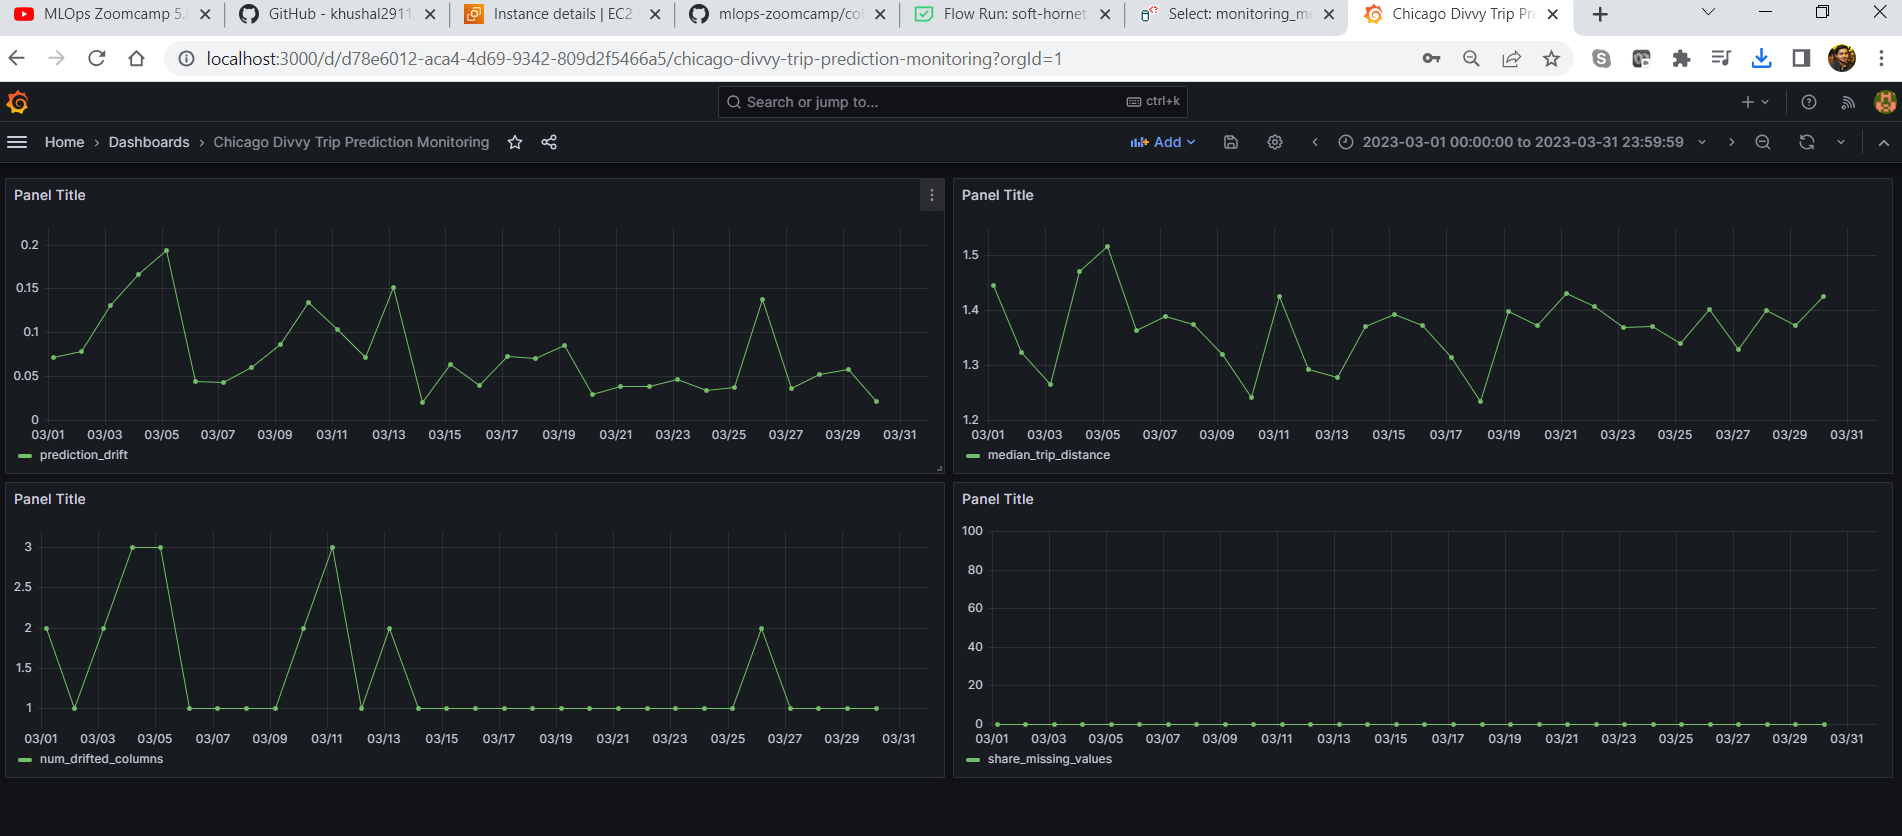 MLOps Zoomcamp 5.
GitHub - khushal2911
Instance details | EC2
mlops-zoomcamp/co
Flow Run: soft-hornet
Select: monitoring_m
Chicago Divvy Trip Pr
localhost:3000/d/d78e6012-aca4-4d69-9342-809d2f5466a5/chicago-divvy-trip-prediction-monitoring?orgId=1
Search or jump to...
ctrl+k
Home > Dashboards > Chicago Divvy Trip Prediction Monitoring
Add
2023-03-01 00:00:00 to 2023-03-31 23:59:59
Panel Title
0.2
0.15
0.1
0.05
0
03/01 03/03 03/05 03/07 03/09 03/11 03/13 03/15 03/17 03/19 03/21 03/23 03/25 03/27 03/29 03/31
prediction_drift
Panel Title
1.5
1.4
1.3
1.2
03/01 03/03 03/05 03/07 03/09 03/11 03/13 03/15 03/17 03/19 03/21 03/23 03/25 03/27 03/29 03/31
median_trip_distance
Panel Title
3
2.5
2
1.5
1
03/01 03/03 03/05 03/07 03/09 03/11 03/13 03/15 03/17 03/19 03/21 03/23 03/25 03/27 03/29 03/31
num_drifted_columns
Panel Title
100
80
60
40
20
0
03/01 03/03 03/05 03/07 03/09 03/11 03/13 03/15 03/17 03/19 03/21 03/23 03/25 03/27 03/29 03/31
share_missing_values